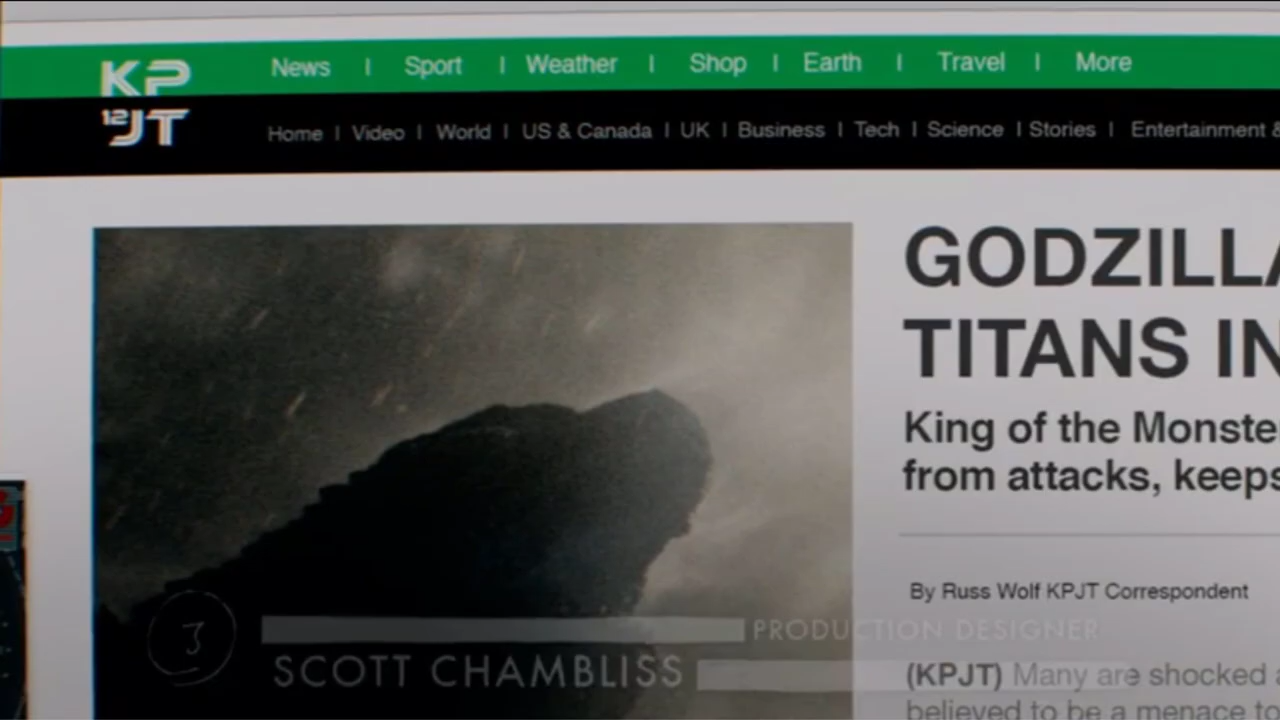 KP
12 JT
News | Sport | Weather | Shop | Earth | Travel | More
Home | Video | World | US & Canada | UK | Business | Tech | Science | Stories | Entertainment &
GODZILLA
TITANS IN
King of the Monste
from attacks, keeps
By Russ Wolf KPJT Correspondent
3
PRODUCTION DESIGNER
SCOTT CHAMBLISS
(KPJT) Many are shocked a
believed to be a menace to